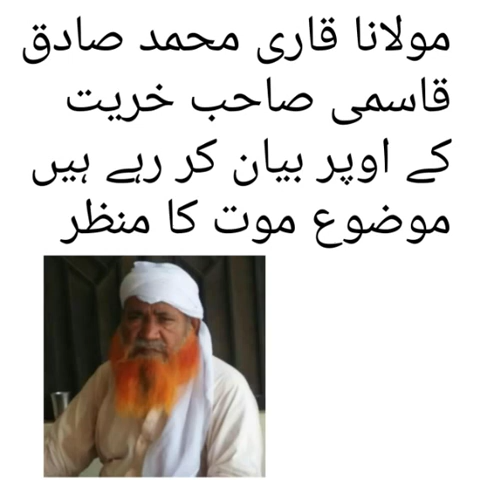 مولانا قاری محمد صادق
قاسمی صاحب خریت
کے اوپر بیان کر رہے ہیں
موضوع موت کا منظر